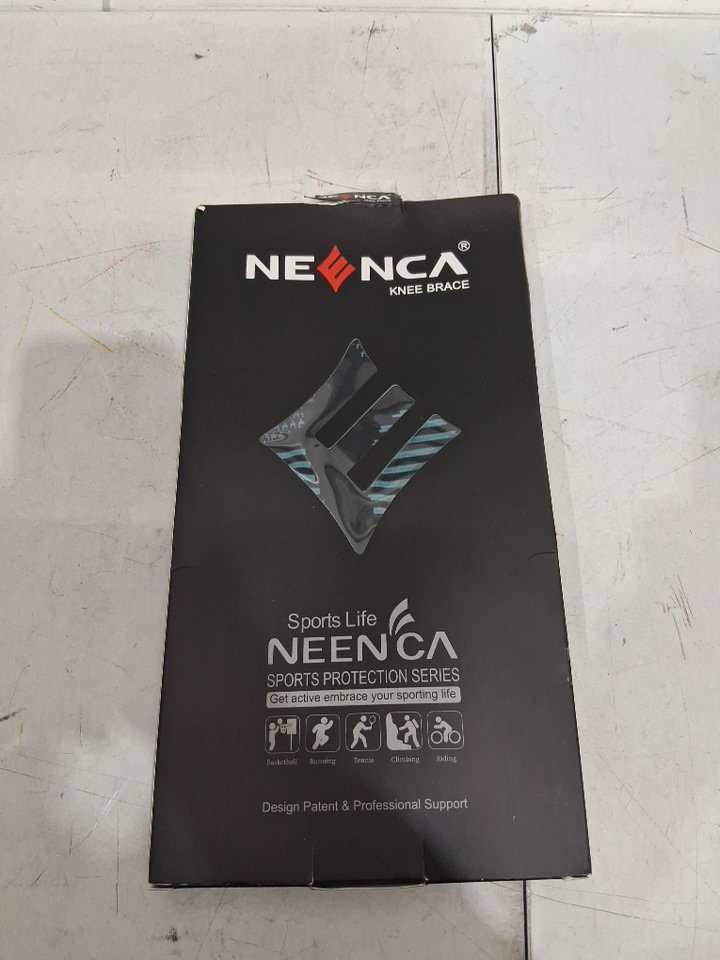 NEENCA
NEENCA®
KNEE BRACE
Sports Life
NEENCA
SPORTS PROTECTION SERIES
Get active embrace your sporting life
Basketball Running Tennis Climbing Riding
Design Patent & Professional Support